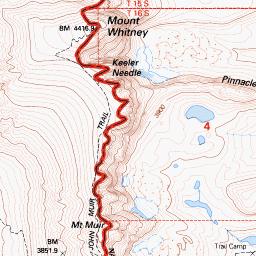 T 15 S
T 16 S
BM 4416.9
Mount
Whitney
Keeler
Needle
Pinnacle
3900
TRAIL
4
JOHN MUIR
Mt Muir
BM
3851.9
Trail Camp